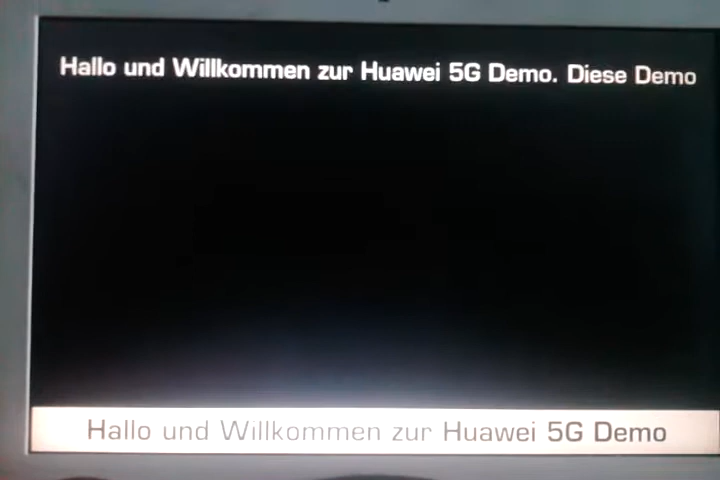 Hallo und Willkommen zur Huawei 5G Demo. Diese Demo
Hallo und Willkommen zur Huawei 5G Demo